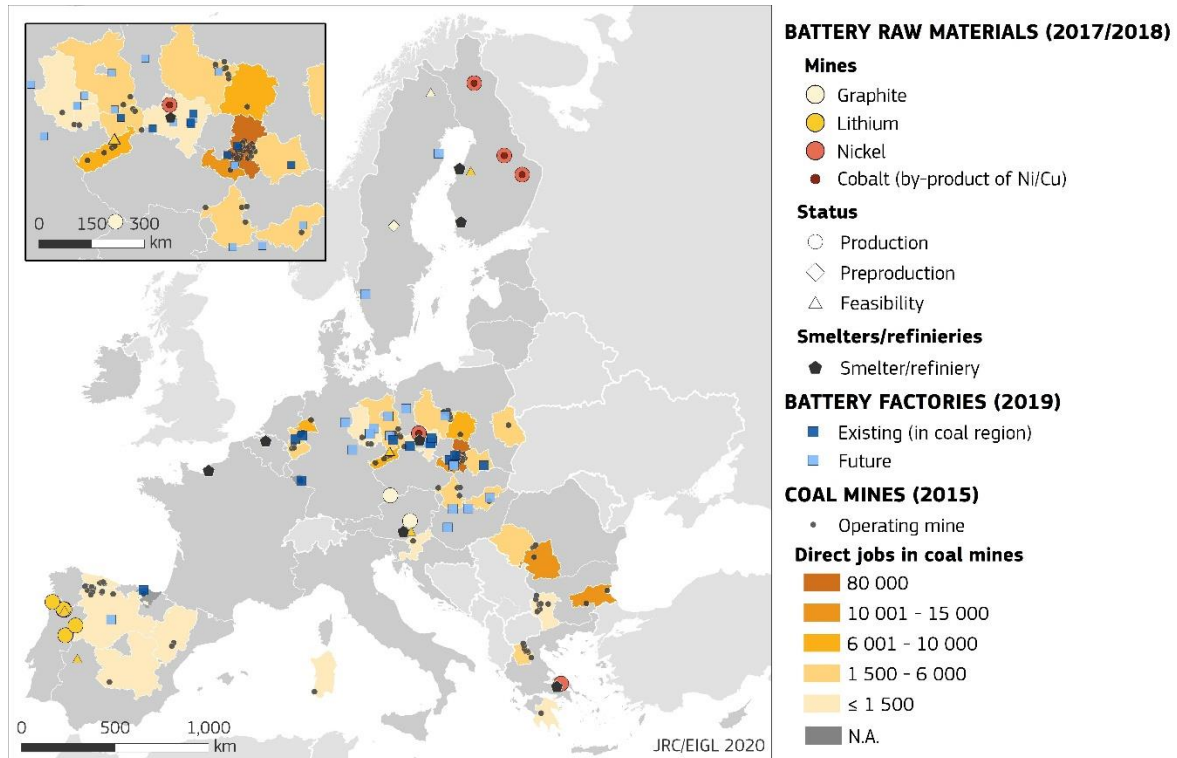 0 150 300
km
0 500 1,000
km
JRC/EIGL 2020
BATTERY RAW MATERIALS (2017/2018)
Mines
Graphite
Lithium
Nickel
Cobalt (by-product of Ni/Cu)
Status
Production
Preproduction
Feasibility
Smelters/refinieries
Smelter/refiniery
BATTERY FACTORIES (2019)
Existing (in coal region)
Future
COAL MINES (2015)
Operating mine
Direct jobs in coal mines
80 000
10 001 - 15 000
6 001 - 10 000
1 500 - 6 000
≤ 1 500
N.A.